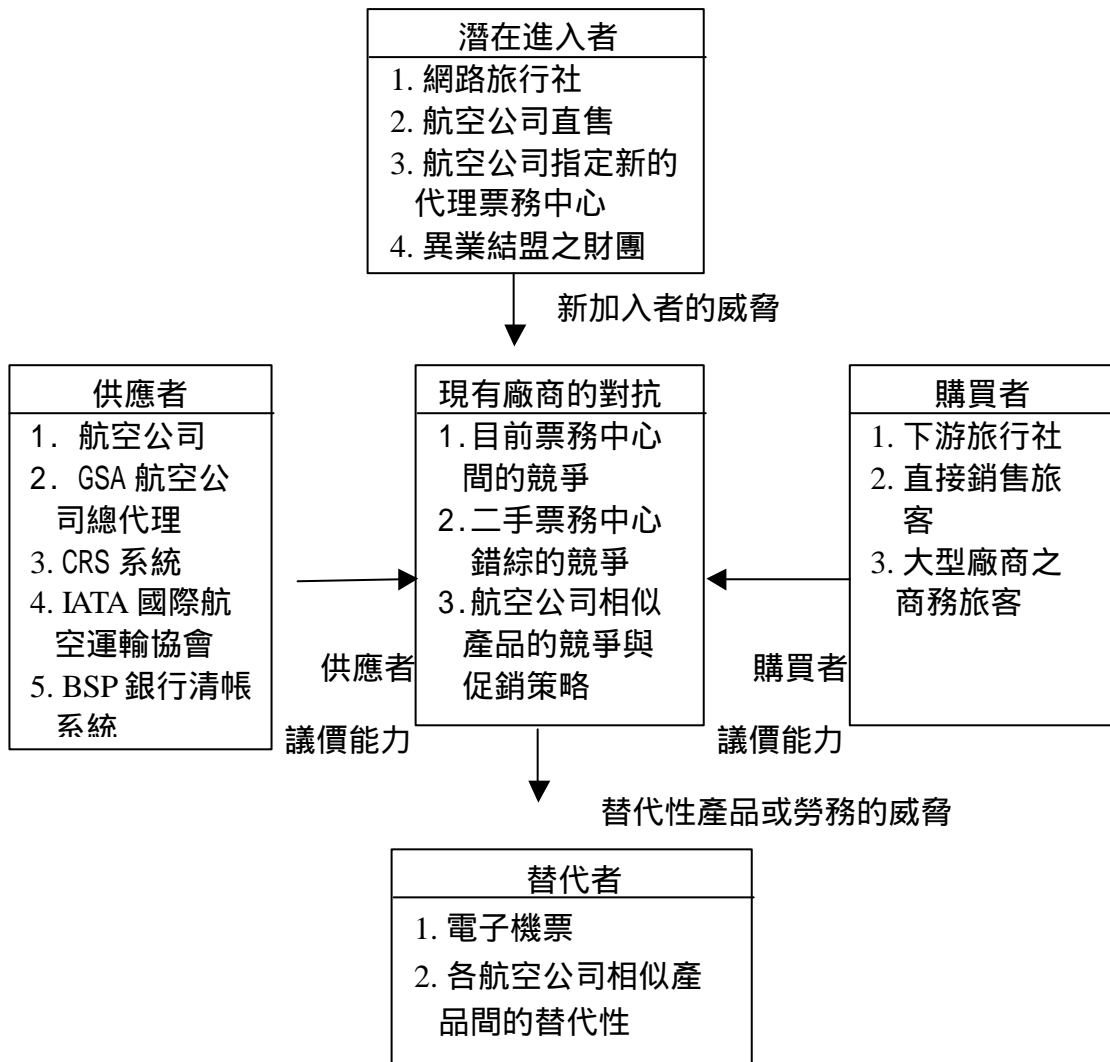 潛在進入者
1. 網路旅行社
2. 航空公司直售
3. 航空公司指定新的
代理票務中心
4. 異業結盟之財團
新加入者的威脅
供應者
1. 航空公司
2. GSA 航空公
司總代理
3. CRS 系統
4. IATA 國際航
空運輸協會
5. BSP 銀行清帳
系統
供應者
議價能力
現有廠商的對抗
1.目前票務中心
間的競爭
2.二手票務中心
錯綜的競爭
3.航空公司相似
產品的競爭與
促銷策略
購買者
1. 下游旅行社
2. 直接銷售旅
客
3. 大型廠商之
商務旅客
購買者
議價能力
替代性產品或勞務的威脅
替代者
1. 電子機票
2. 各航空公司相似產
品間的替代性